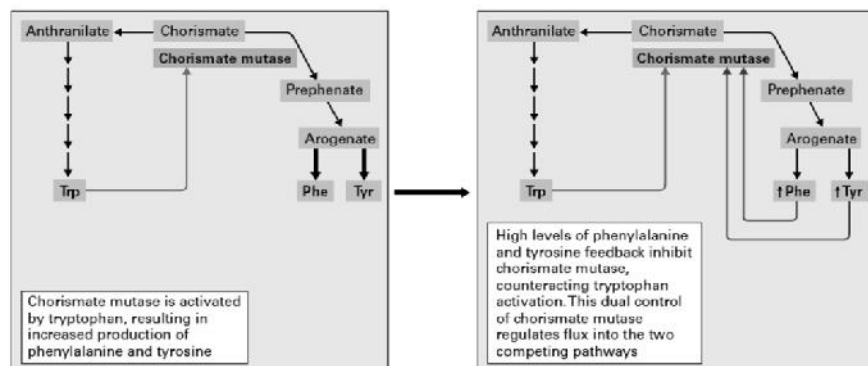 Anthranilate Chorismate
Chorismate mutase
Prephenate
Arogenate
Trp Phe Tyr
Chorismate mutase is activated
by tryptophan, resulting in
increased production of
phenylalanine and tyrosine
Anthranilate Chorismate
Chorismate mutase
Prephenate
Arogenate
Trp ↑Phe ↑Tyr
High levels of phenylalanine
and tyrosine feedback inhibit
chorismate mutase,
counteracting tryptophan
activation. This dual control
of chorismate mutase
regulates flux into the two
competing pathways